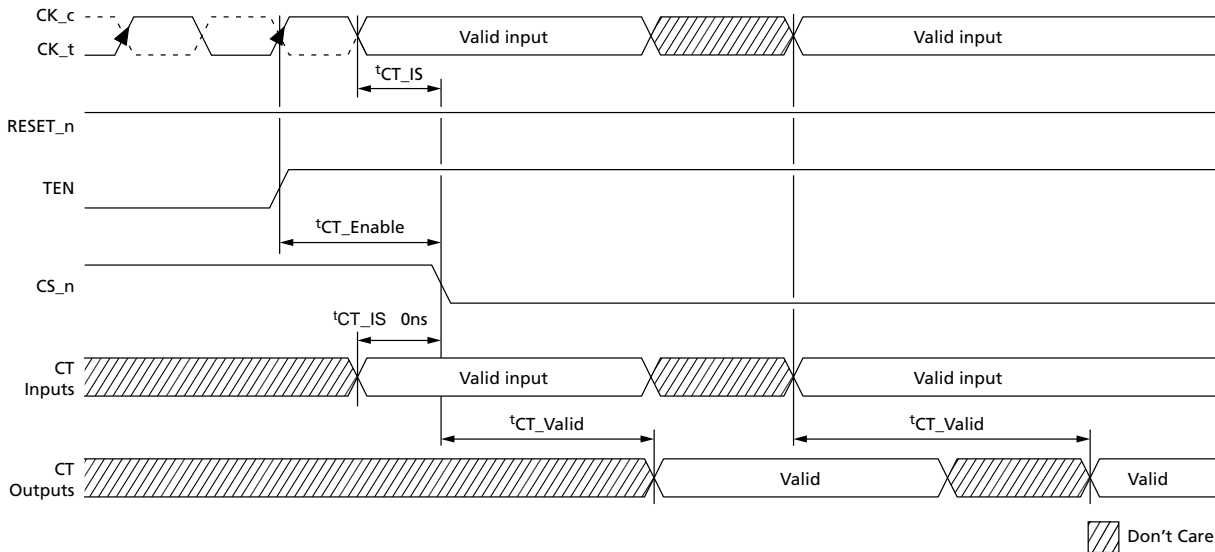 CK_c
CK_t
Valid input
Valid input
tCT_IS
RESET_n
TEN
tCT_Enable
CS_n
tCT_IS 0ns
CT
Inputs
Valid input
Valid input
tCT_Valid
tCT_Valid
CT
Outputs
Valid
Valid
Don't Care